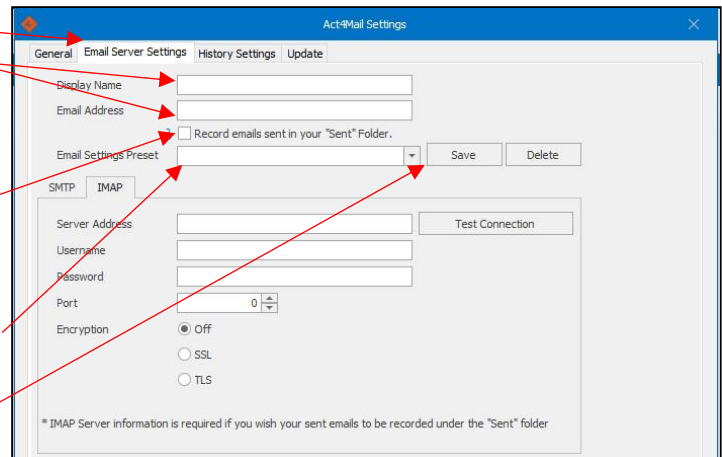 Act4Mail Settings
General Email Server Settings History Settings Update
Display Name
Email Address
? Record emails sent in your "Sent" Folder.
Email Settings Preset Save Delete
SMTP IMAP
Server Address Test Connection
Username
Password
Port 0
Encryption Off
SSL
TLS
* IMAP Server information is required if you wish your sent emails to be recorded under the "Sent" folder